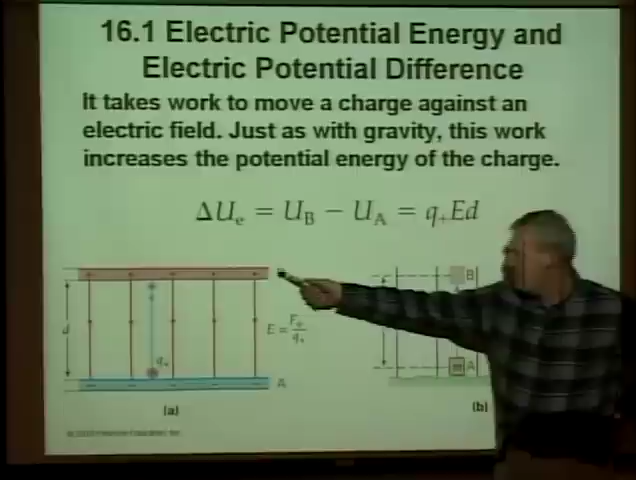 16.1 Electric Potential Energy and
Electric Potential Difference
It takes work to move a charge against an
electric field. Just as with gravity, this work
increases the potential energy of the charge.
ΔUe = UB − UA = q+Ed
B
d
E = F+/q+
q+
m A
A
(a)
(b)